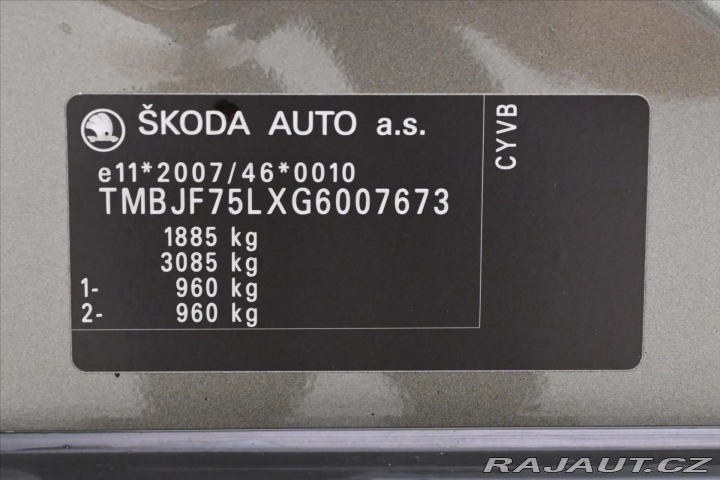 ŠKODA AUTO a.s.
e11*2007/46*0010
TMBJF75LXG6007673
1885 kg
3085 kg
1- 960 kg
2- 960 kg
CYVB
RAJAUT.CZ